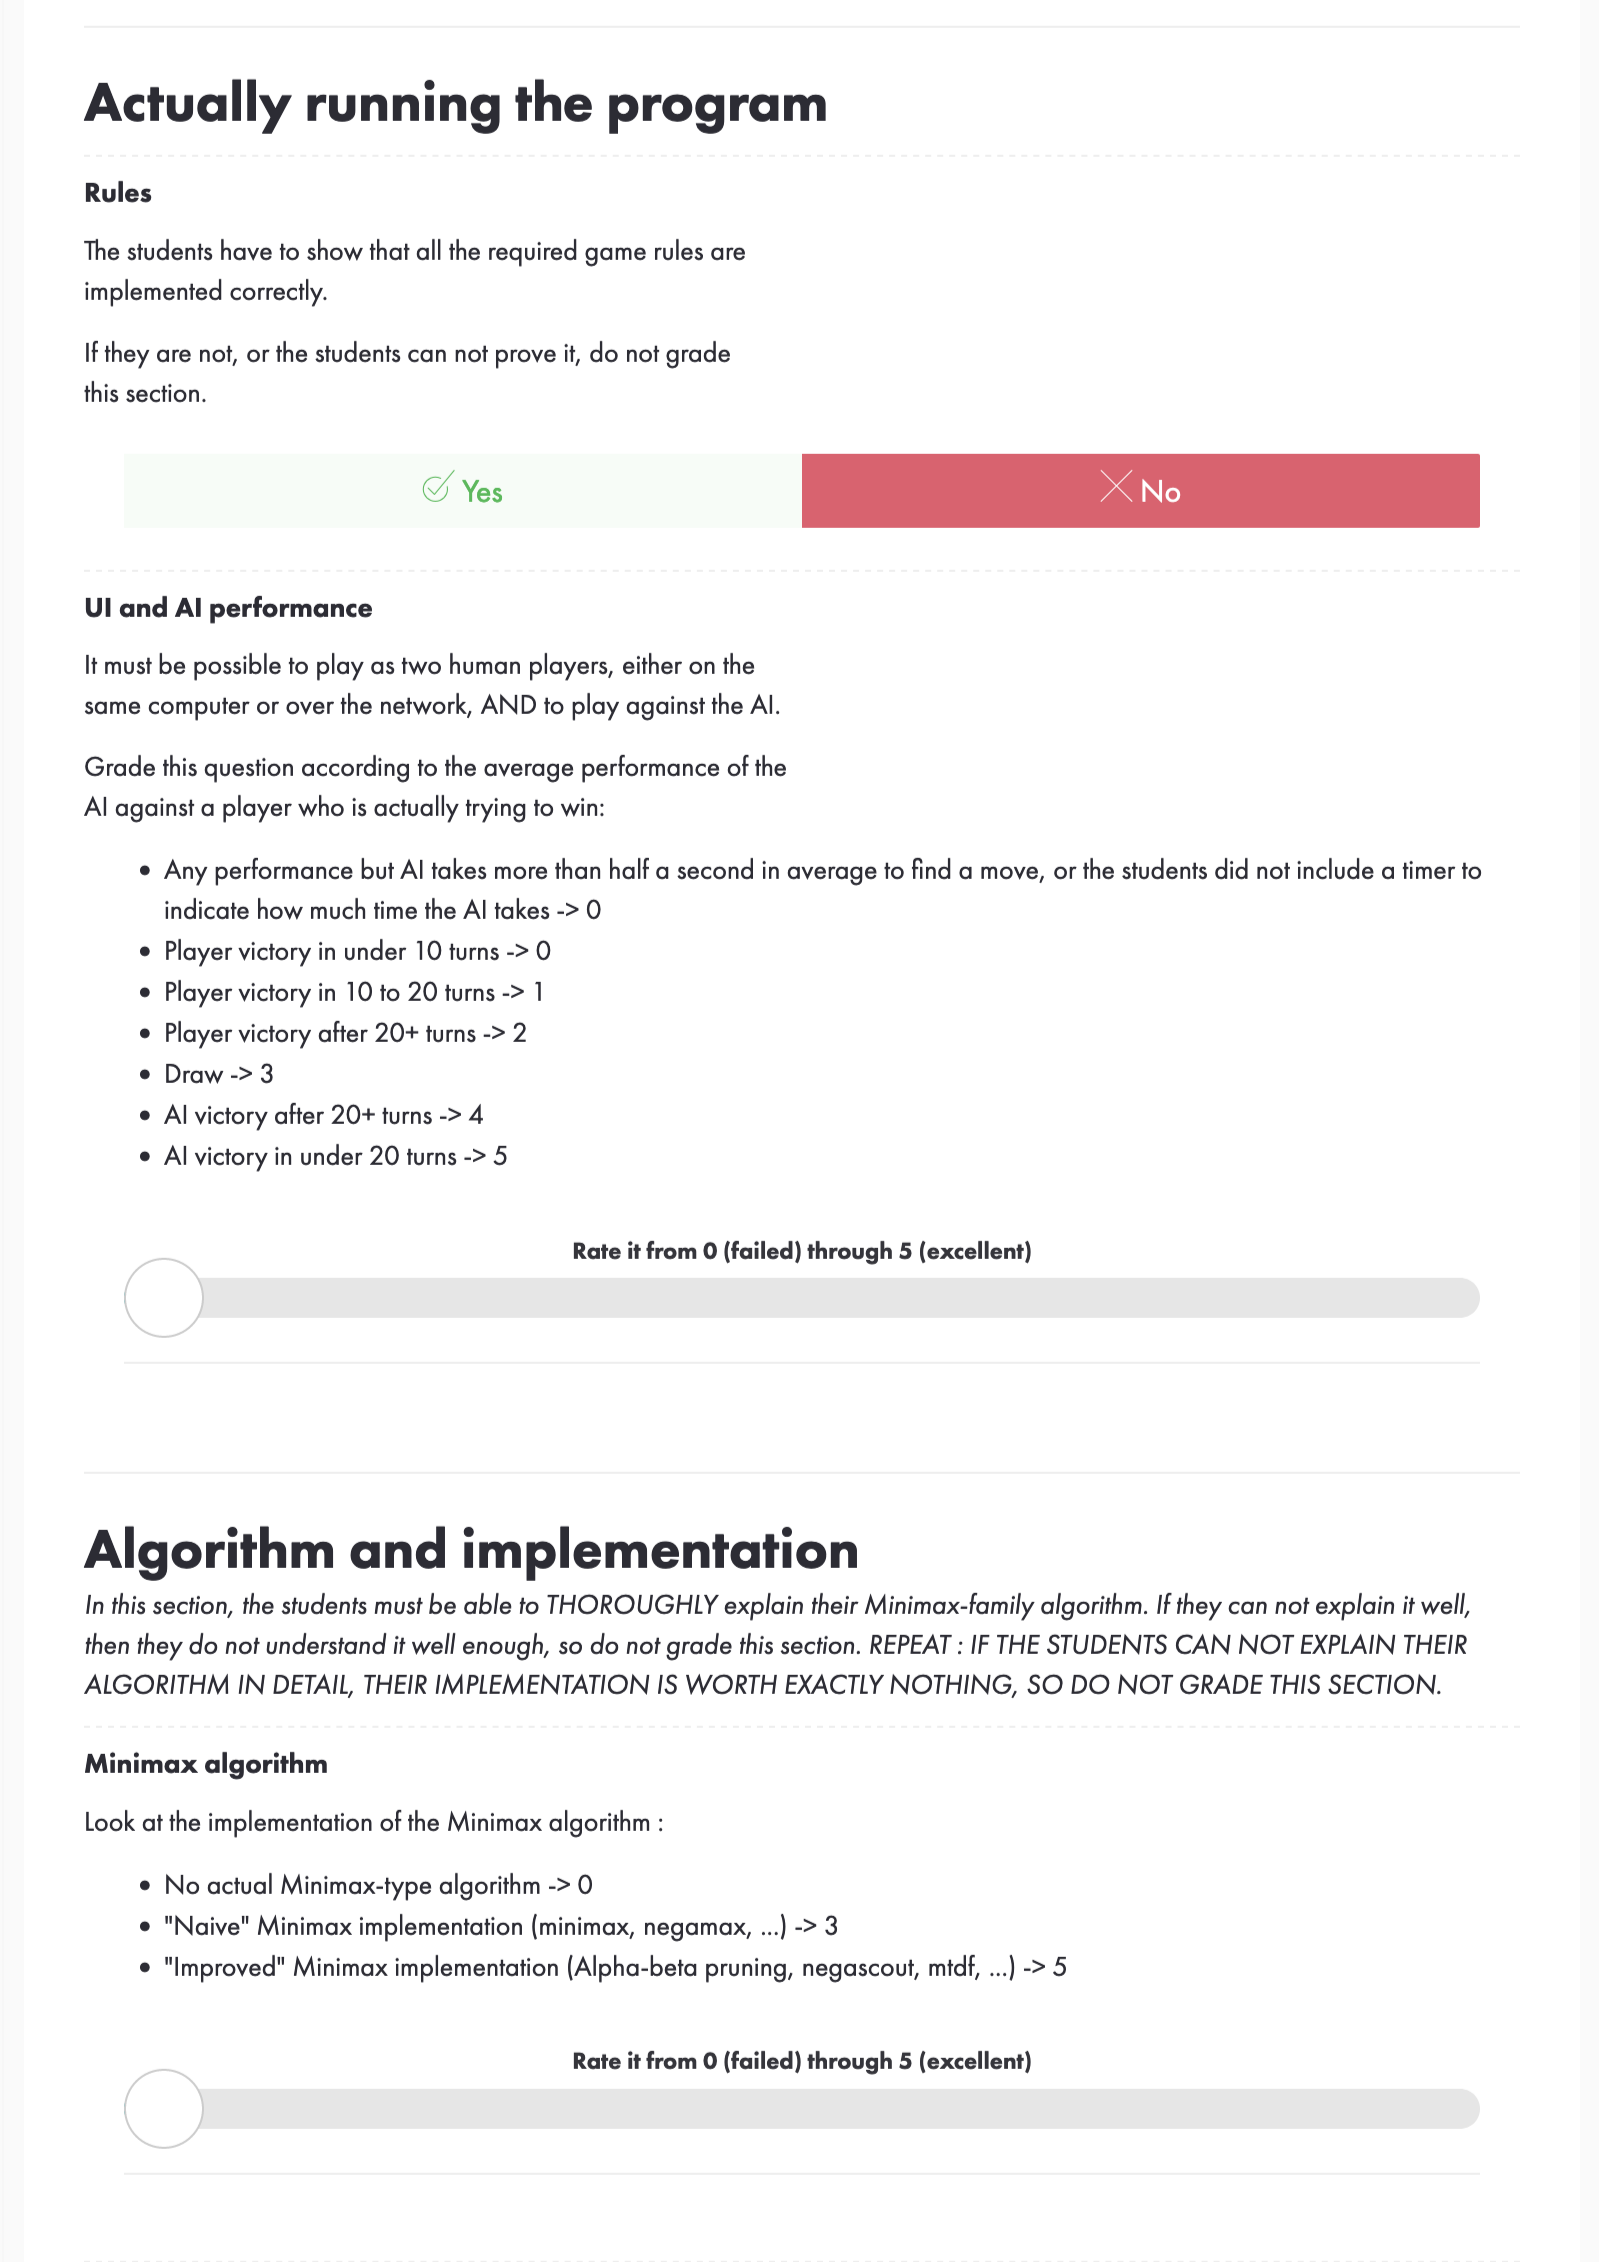 Actually running the program
Rules
The students have to show that all the required game rules are
implemented correctly.
If they are not, or the students can not prove it, do not grade
this section.
Yes
No
UI and AI performance
It must be possible to play as two human players, either on the
same computer or over the network, AND to play against the AI.
Grade this question according to the average performance of the
AI against a player who is actually trying to win:
• Any performance but AI takes more than half a second in average to find a move, or the students did not include a timer to
indicate how much time the AI takes -> 0
• Player victory in under 10 turns -> 0
• Player victory in 10 to 20 turns -> 1
• Player victory after 20+ turns -> 2
• Draw -> 3
• AI victory after 20+ turns -> 4
• AI victory in under 20 turns -> 5
Rate it from 0 (failed) through 5 (excellent)
Algorithm and implementation
In this section, the students must be able to THOROUGHLY explain their Minimax-family algorithm. If they can not explain it well,
then they do not understand it well enough, so do not grade this section. REPEAT : IF THE STUDENTS CAN NOT EXPLAIN THEIR
ALGORITHM IN DETAIL, THEIR IMPLEMENTATION IS WORTH EXACTLY NOTHING, SO DO NOT GRADE THIS SECTION.
Minimax algorithm
Look at the implementation of the Minimax algorithm :
• No actual Minimax-type algorithm -> 0
• "Naive" Minimax implementation (minimax, negamax, ...) -> 3
• "Improved" Minimax implementation (Alpha-beta pruning, negascout, mtdf, ...) -> 5
Rate it from 0 (failed) through 5 (excellent)